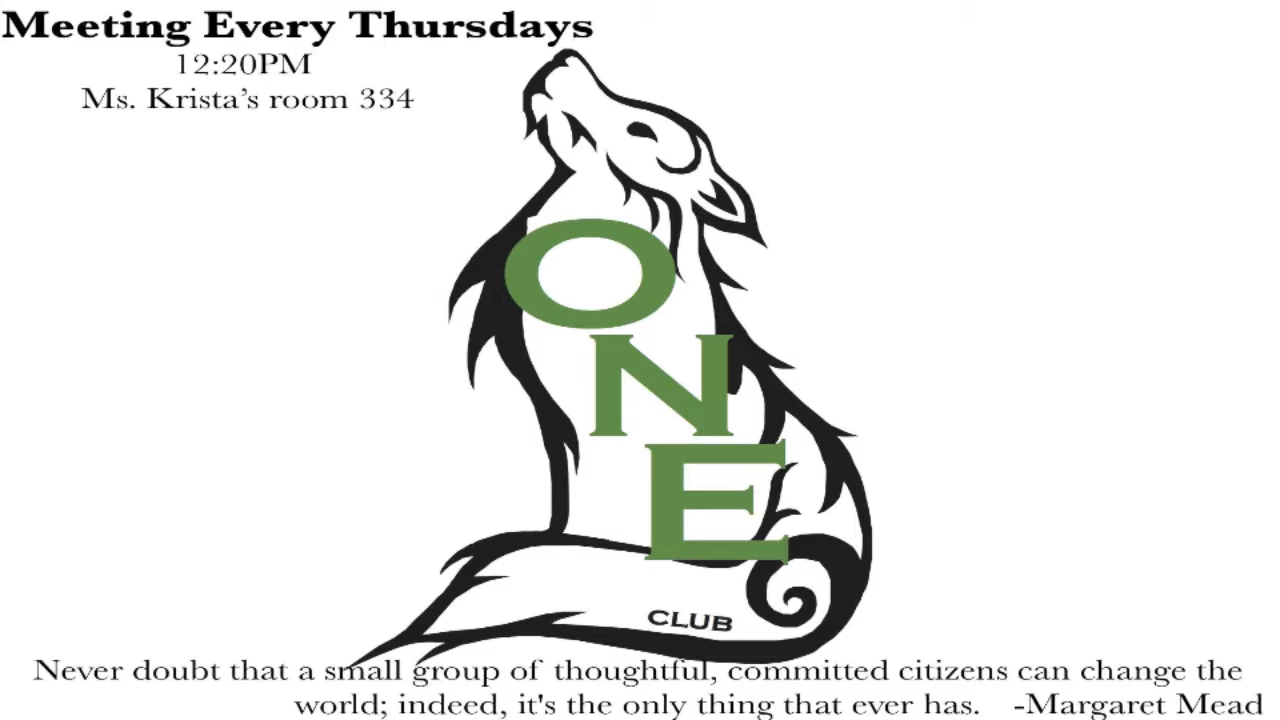 Meeting Every Thursdays
12:20PM
Ms. Krista’s room 334
O
N
E
CLUB
Never doubt that a small group of thoughtful, committed citizens can change the
world; indeed, it's the only thing that ever has. -Margaret Mead